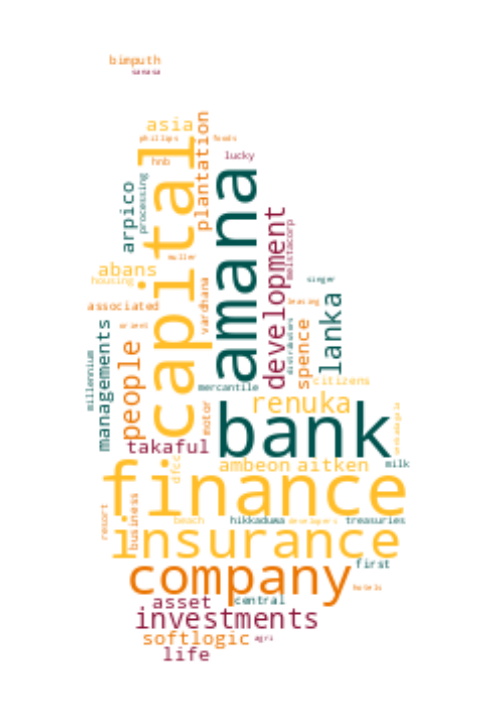 bimputh
sanasa
asia
phillips
foods
plantation
capital
hnb
lucky
processing
arpico
amana
development
melstacorp
muller
abans
housing
singer
vardhana
associated
leasing
lanka
orient
distilleries
managements
people
spence
millennium
mercantile
citizens
renuka
motor
bank
takaful
ambeon
aitken
milk
dfcc
finance
resort
business
beach
hikkaduwa
developers
treasuries
insurance
first
company
hotels
asset
central
investments
softlogic
agri
life